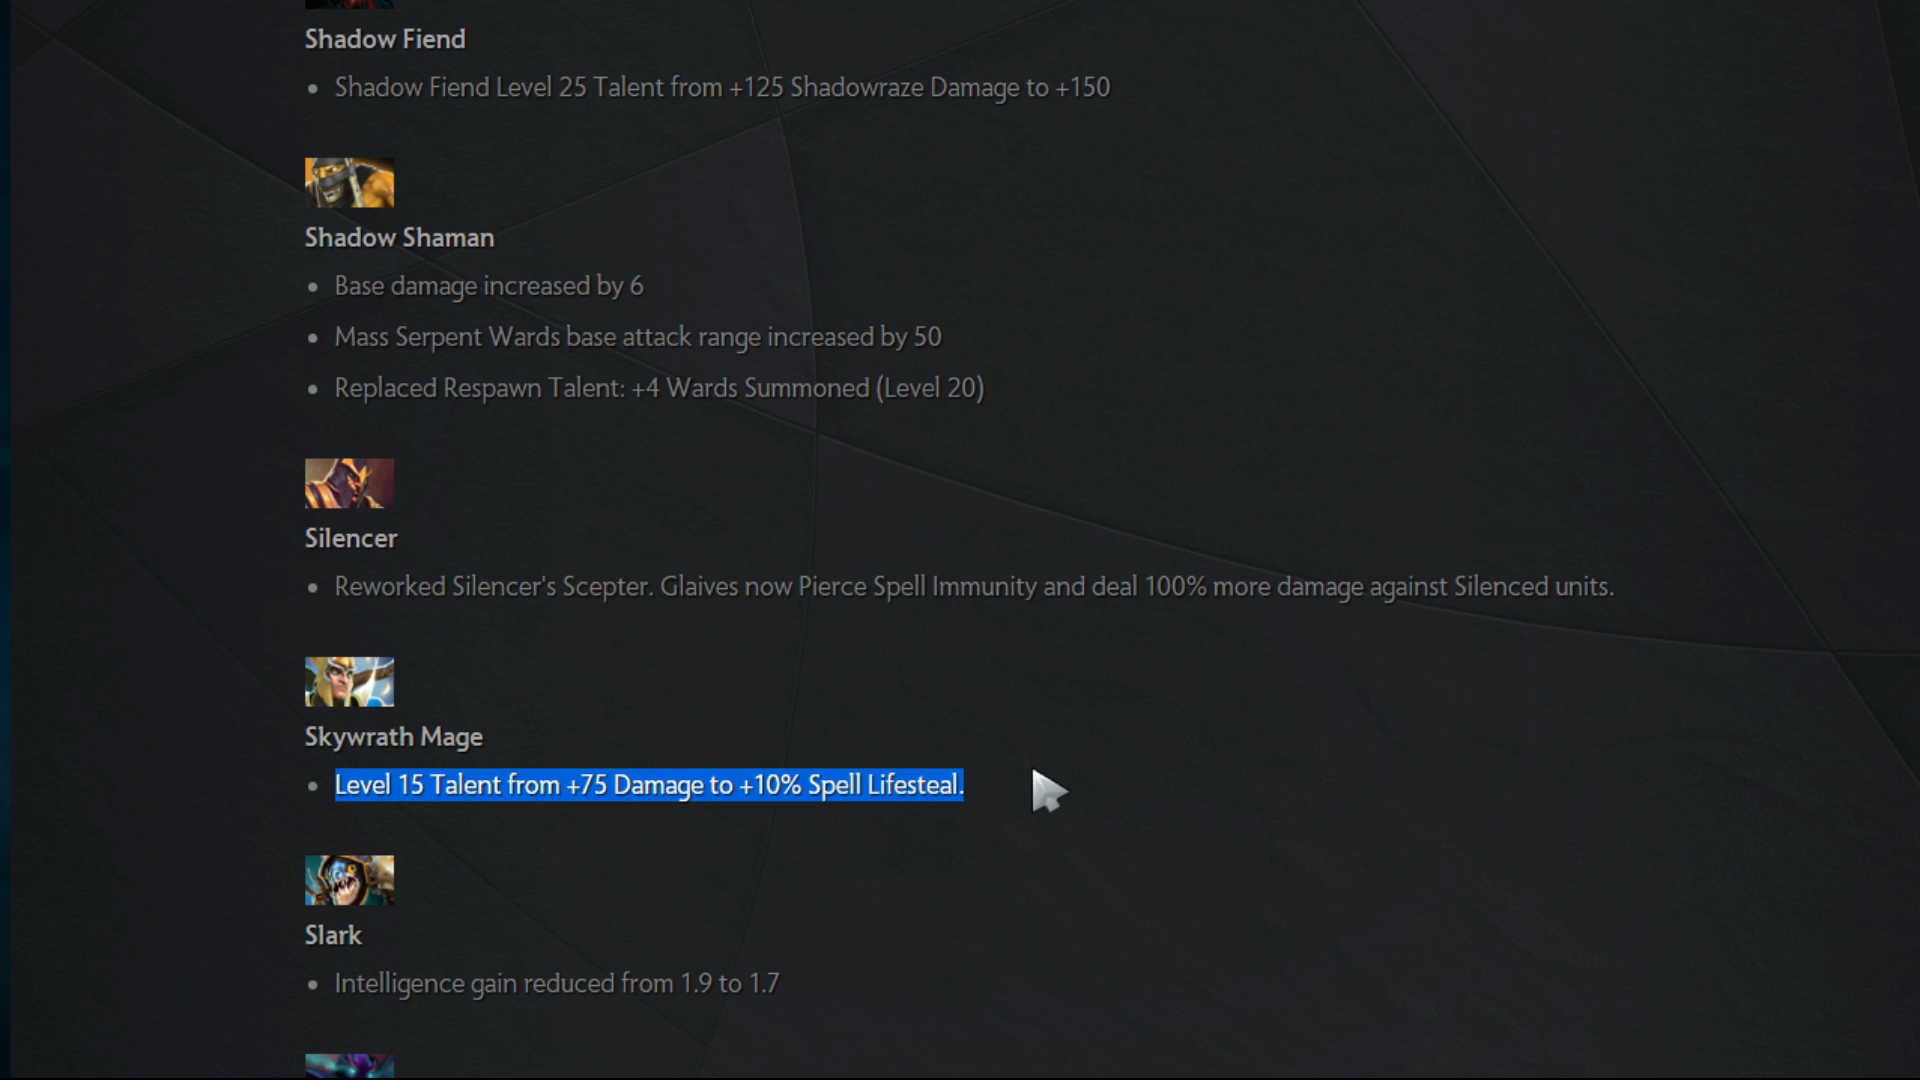 Shadow Fiend
• Shadow Fiend Level 25 Talent from +125 Shadowraze Damage to +150
Shadow Shaman
• Base damage increased by 6
• Mass Serpent Wards base attack range increased by 50
• Replaced Respawn Talent: +4 Wards Summoned (Level 20)
Silencer
• Reworked Silencer's Scepter. Glaives now Pierce Spell Immunity and deal 100% more damage against Silenced units.
Skywrath Mage
• Level 15 Talent from +75 Damage to +10% Spell Lifesteal.
Slark
• Intelligence gain reduced from 1.9 to 1.7